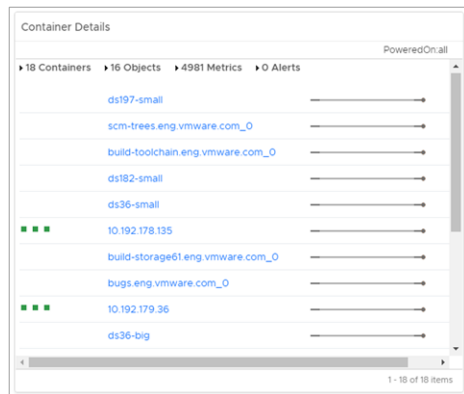 Container Details
PoweredOn:all
18 Containers 16 Objects 4981 Metrics 0 Alerts
ds197-small
scm-trees.eng.vmware.com_0
build-toolchain.eng.vmware.com_0
ds182-small
ds36-small
10.192.178.135
build-storage61.eng.vmware.com_0
bugs.eng.vmware.com_0
10.192.179.36
ds36-big
1 - 18 of 18 items